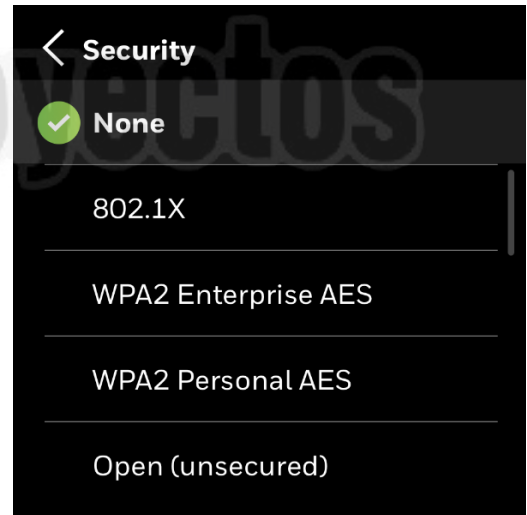 Security
None
802.1X
WPA2 Enterprise AES
WPA2 Personal AES
Open (unsecured)